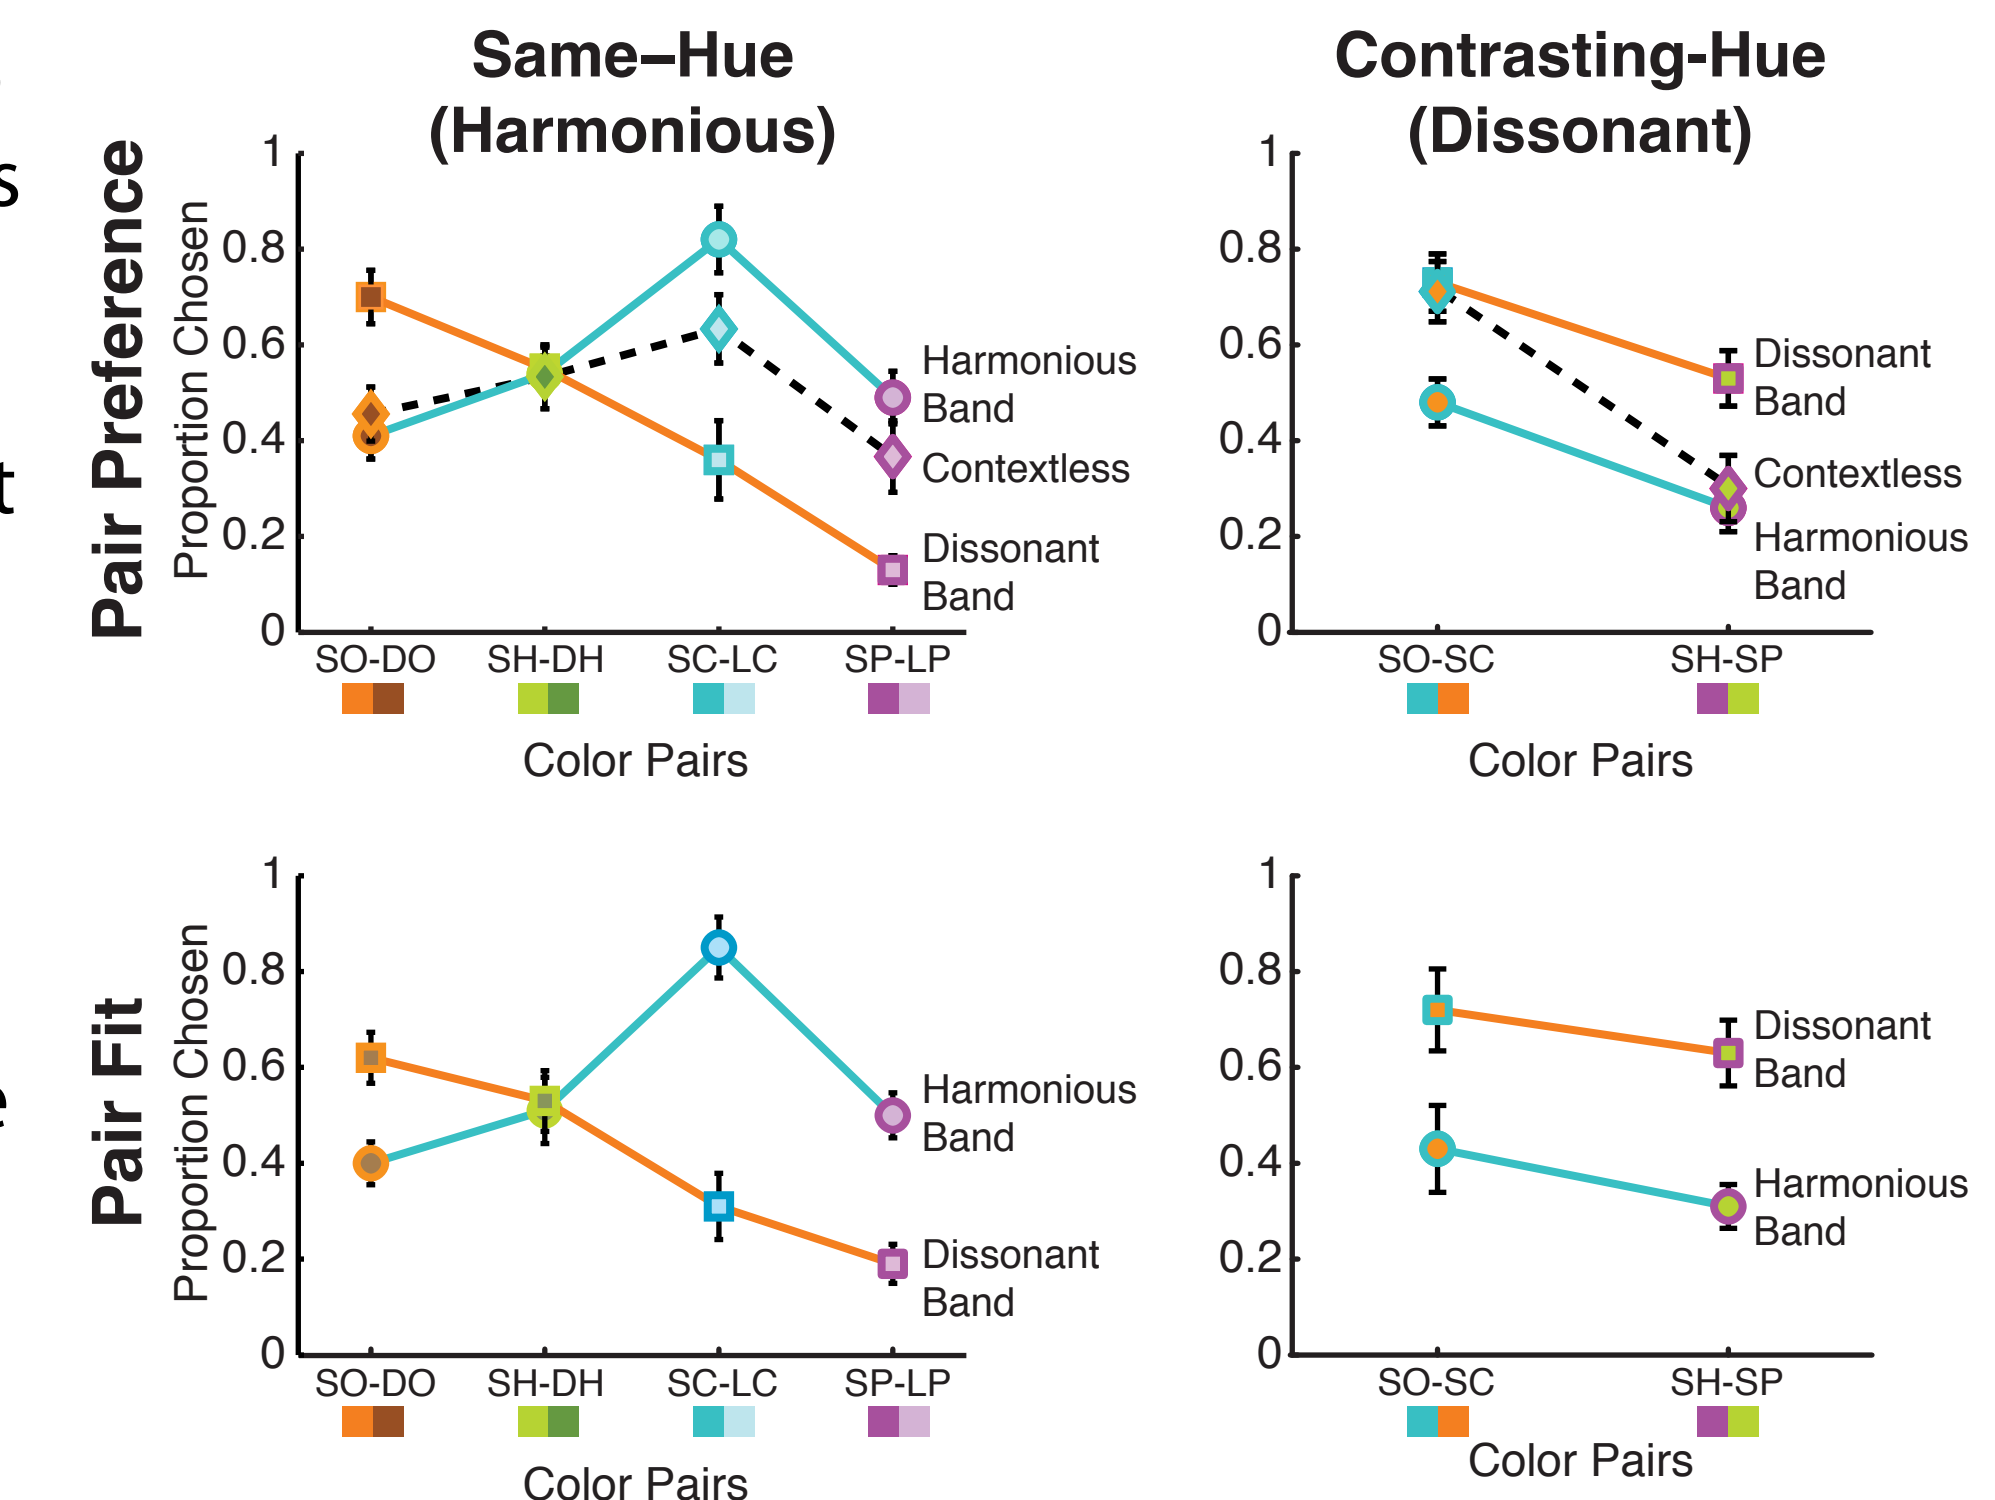 Same–Hue
(Harmonious)
Contrasting-Hue
(Dissonant)
s
t
e
Pair Preference
Proportion Chosen
1
0.8
0.6
0.4
0.2
0
Harmonious
Band
Contextless
Dissonant
Band
SO-DO
SH-DH
SC-LC
SP-LP
Color Pairs
1
0.8
0.6
0.4
0.2
0
Dissonant
Band
Contextless
Harmonious
Band
SO-SC
SH-SP
Color Pairs
Pair Fit
Proportion Chosen
1
0.8
0.6
0.4
0.2
0
Harmonious
Band
Dissonant
Band
SO-DO
SH-DH
SC-LC
SP-LP
Color Pairs
1
0.8
0.6
0.4
0.2
0
Dissonant
Band
Harmonious
Band
SO-SC
SH-SP
Color Pairs